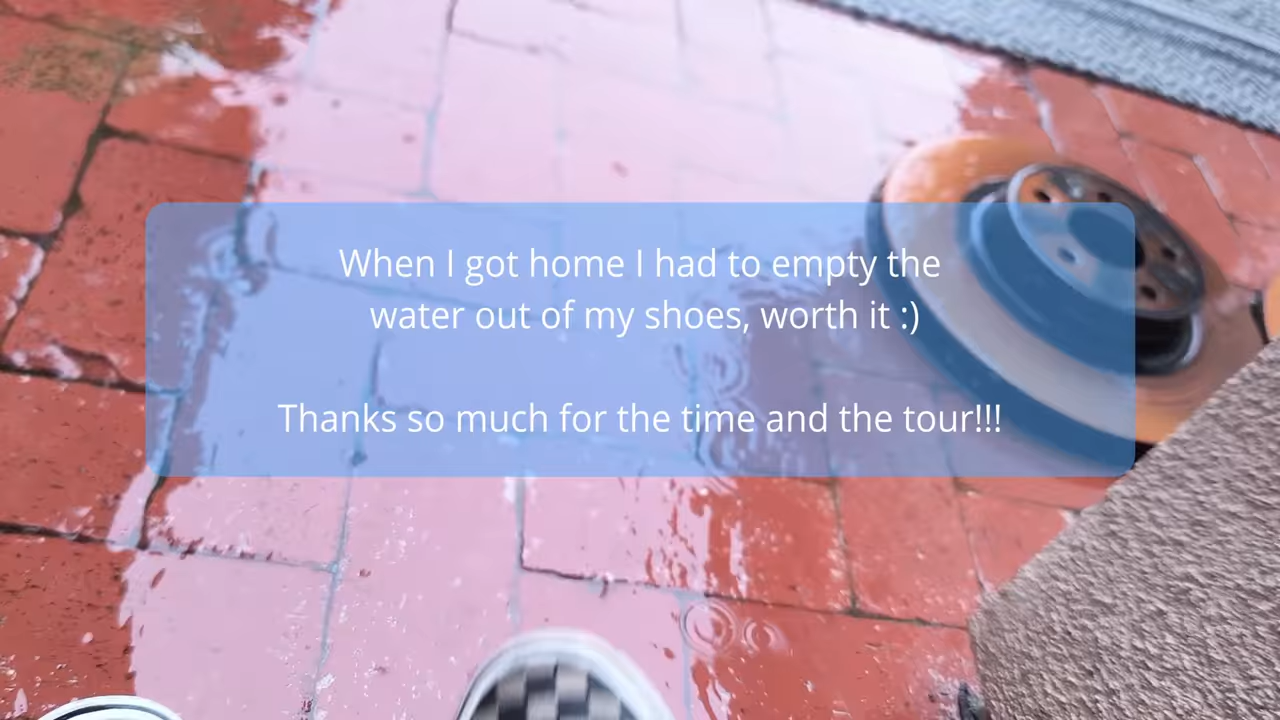 When I got home I had to empty the
water out of my shoes, worth it :)
Thanks so much for the time and the tour!!!